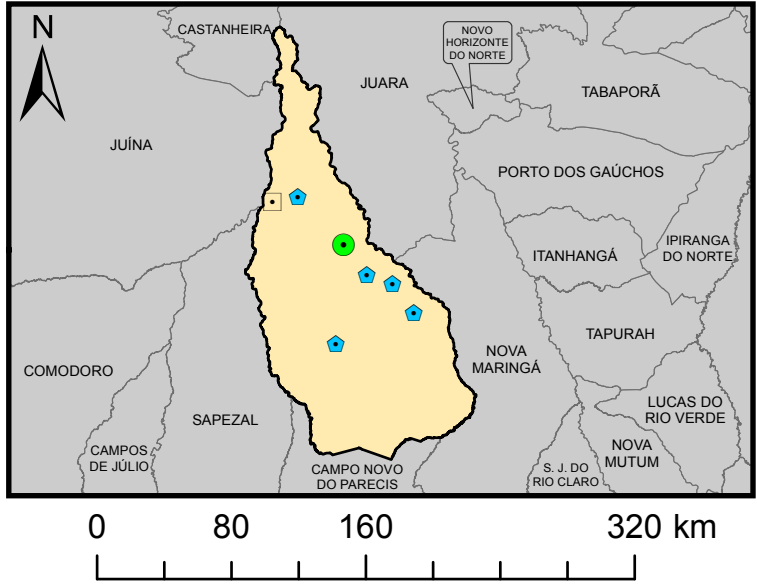 N
CASTANHEIRA
NOVO
HORIZONTE
DO NORTE
JUARA
TABAPORÃ
JUÍNA
PORTO DOS GAÚCHOS
ITANHANGÁ
IPIRANGA
DO NORTE
TAPURAH
NOVA
MARINGÁ
COMODORO
SAPEZAL
LUCAS DO
RIO VERDE
CAMPOS
DE JÚLIO
NOVA
MUTUM
CAMPO NOVO
DO PARECIS
S. J. DO
RIO CLARO
0 80 160 320 km